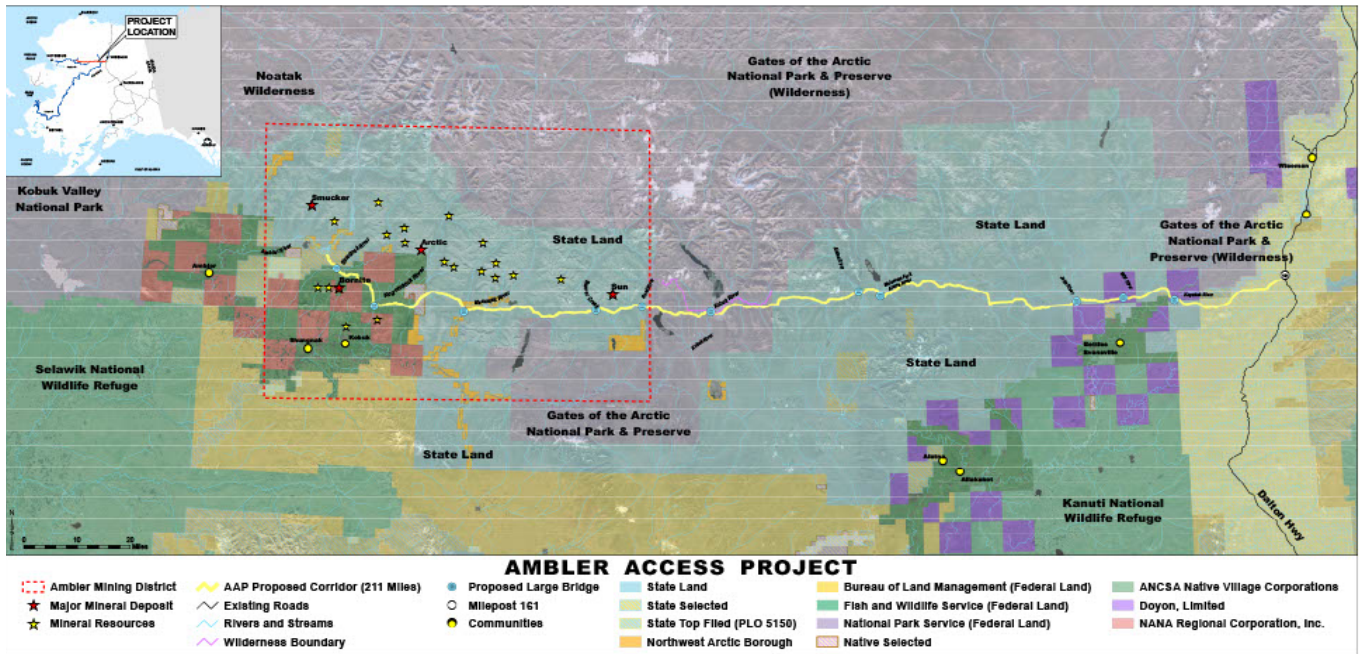 PROJECT
LOCATION
Noatak
Wilderness
Gates of the Arctic
National Park & Preserve
(Wilderness)
Kobuk Valley
National Park
Smucker
Wiseman
State Land
Gates of the Arctic
National Park &
Preserve
(Wilderness)
Arctic
State Land
Ambler
Bornite
Sun
Kobuk
Shungnak
Bettles
Evansville
Selawik National
Wildlife Refuge
State Land
Gates of the Arctic
National Park & Preserve
State Land
Alatna
Allakaket
Kanuti National
Wildlife Refuge
Dalton Hwy
0 10 20
Miles
AMBLER ACCESS PROJECT
Ambler Mining District
Major Mineral Deposit
Mineral Resources
AAP Proposed Corridor (211 Miles)
Existing Roads
Rivers and Streams
Wilderness Boundary
Proposed Large Bridge
Milepost 161
Communities
State Land
State Selected
State Top Filed (PLO 5150)
Northwest Arctic Borough
Bureau of Land Management (Federal Land)
Fish and Wildlife Service (Federal Land)
National Park Service (Federal Land)
Native Selected
ANCSA Native Village Corporations
Doyon, Limited
NANA Regional Corporation, Inc.